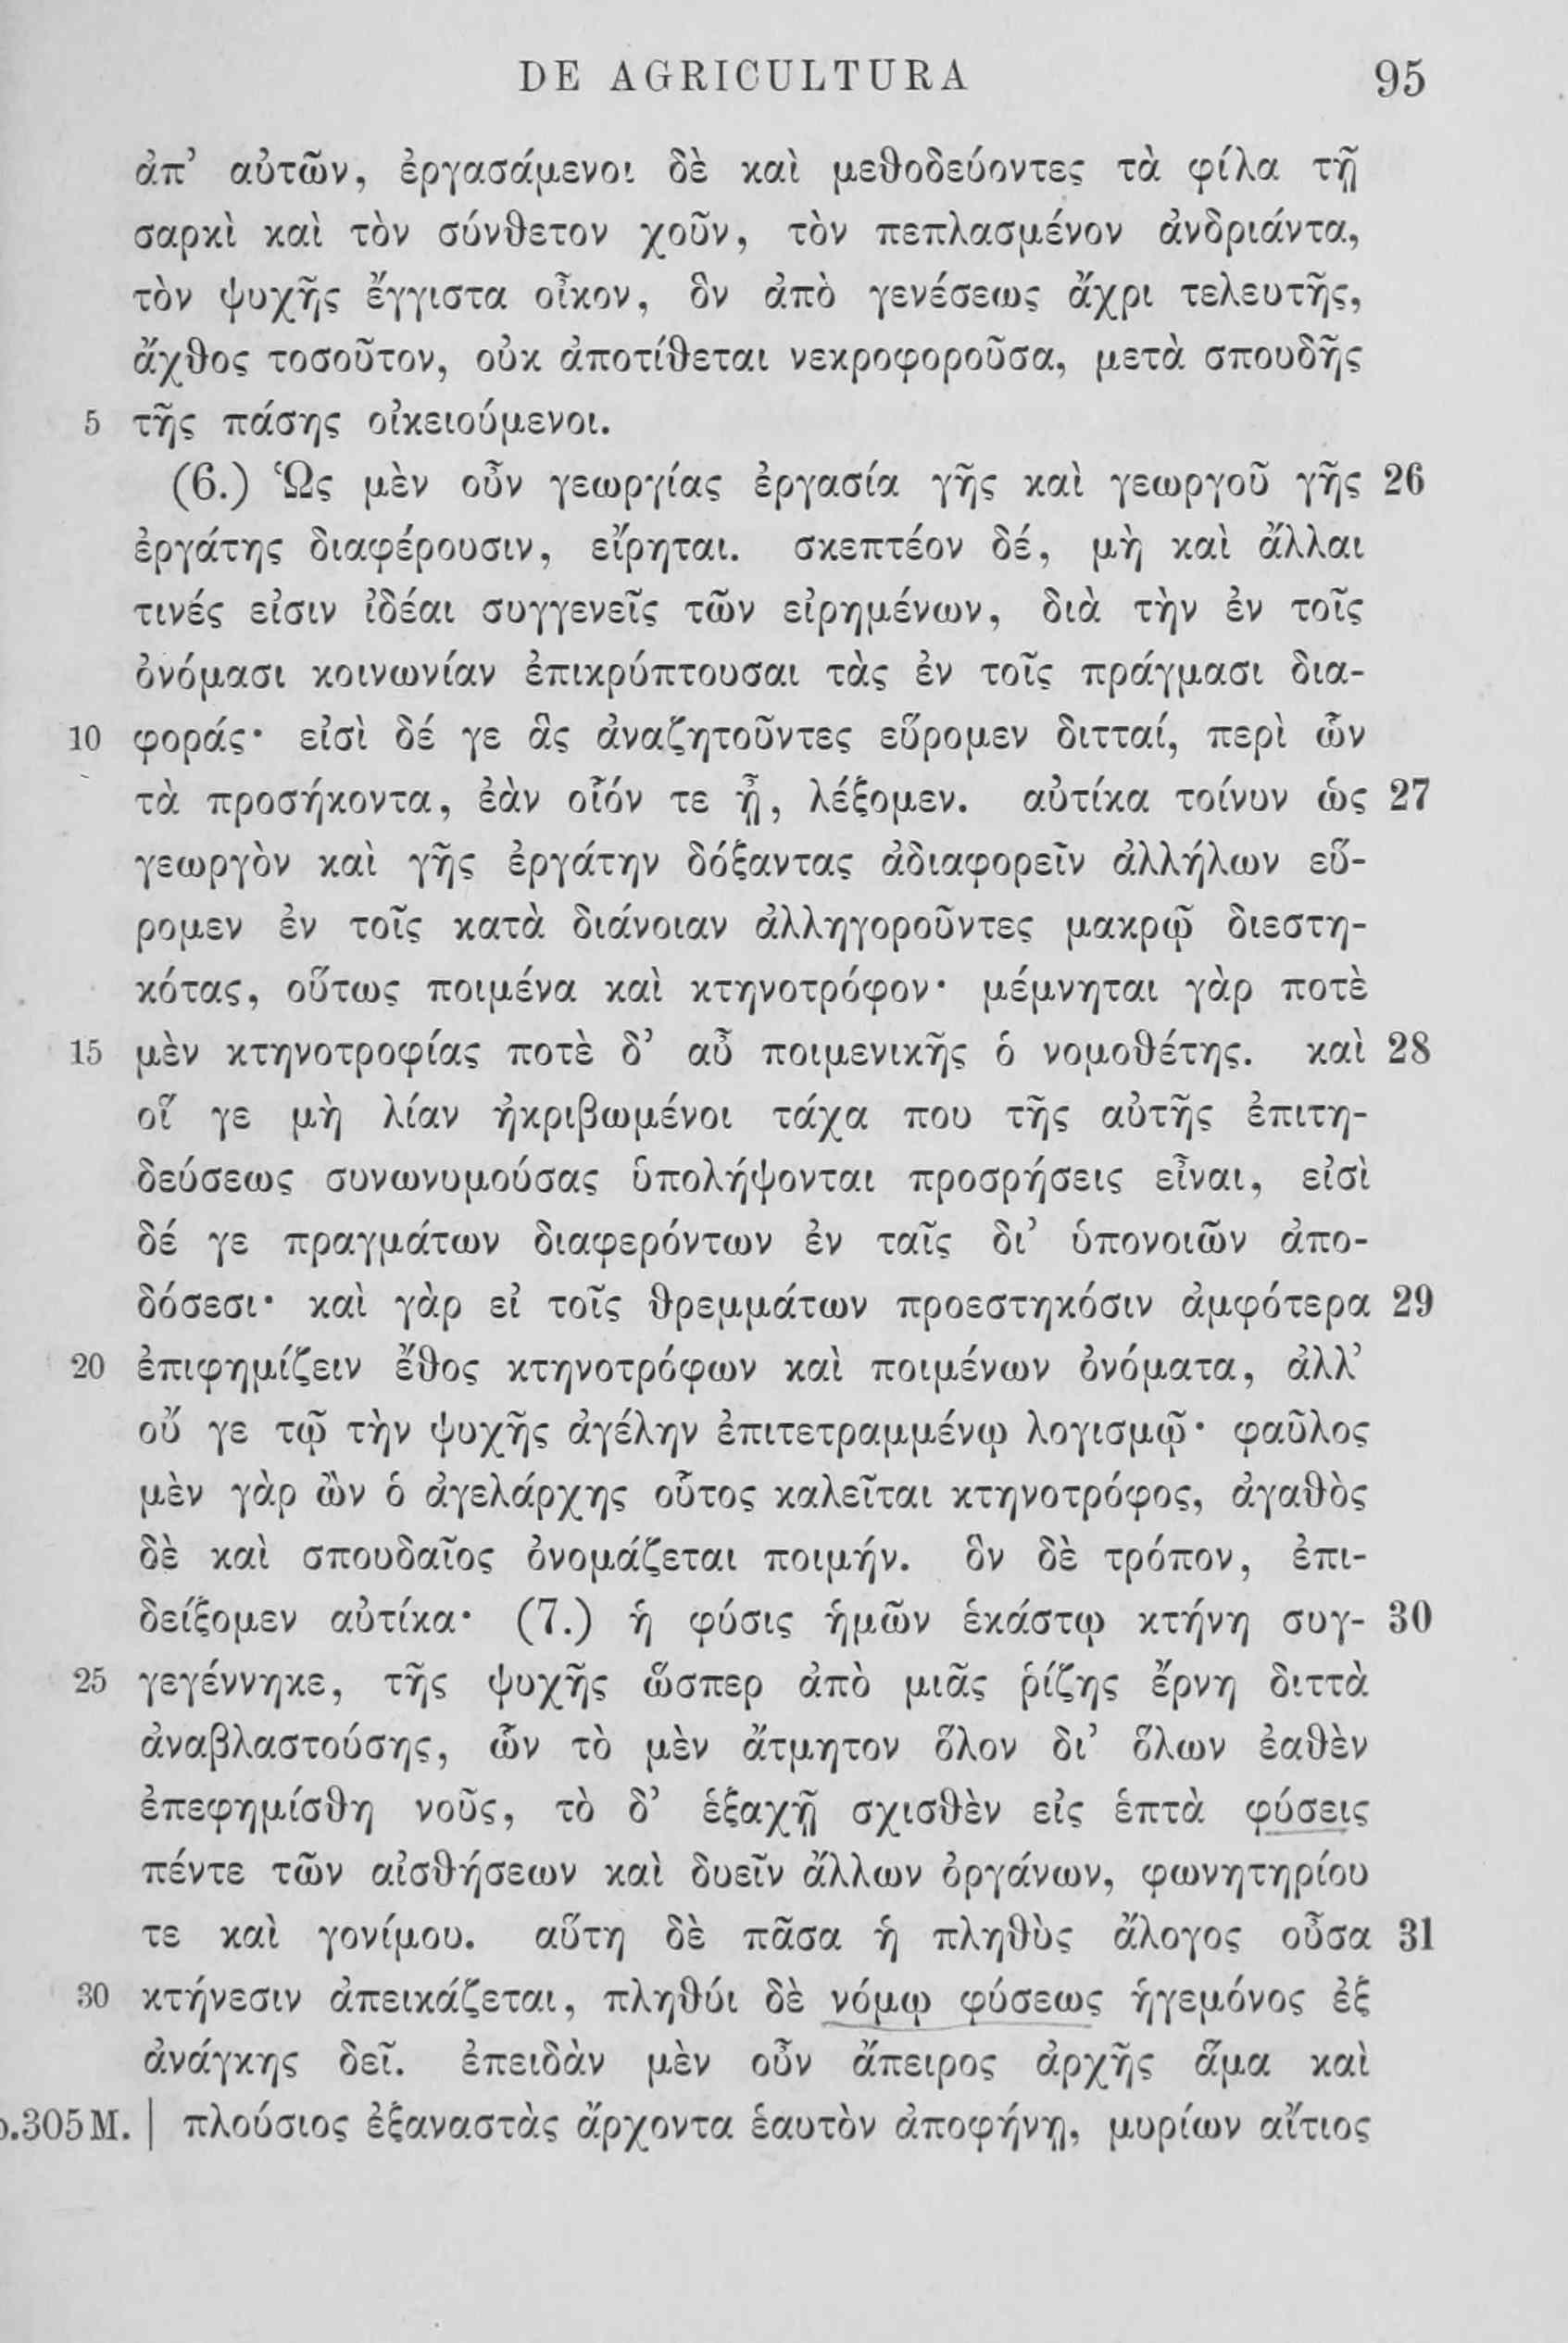 DE AGRICULTURA 95
ἀπ’ αὐτῶν, ἐργασάμενοι δὲ καὶ μεθοδεύοντες τὰ φίλα τῇ
σαρκὶ καὶ τὸν σύνθετον χοῦν, τὸν πεπλασμένον ἀνδριάντα,
τὸν ψυχῆς ἔγγιστα οἶκον, ὃν ἀπὸ γενέσεως ἄχρι τελευτῆς,
ἄχθος τοσοῦτον, οὐκ ἀποτίθεται νεκροφοροῦσα, μετὰ σπουδῆς
5 τῆς πάσης οἰκειούμενοι.
(6.) Ὡς μὲν οὖν γεωργίας ἐργασία γῆς καὶ γεωργοῦ γῆς 26
ἐργάτης διαφέρουσιν, εἴρηται. σκεπτέον δέ, μὴ καὶ ἄλλαι
τινές εἰσιν ἰδέαι συγγενεῖς τῶν εἰρημένων, διὰ τὴν ἐν τοῖς
ὀνόμασι κοινωνίαν ἐπικρύπτουσαι τὰς ἐν τοῖς πράγμασι δια-
10 φοράς· εἰσὶ δέ γε ἃς ἀναζητοῦντες εὕρομεν διτταί, περὶ ὧν
τὰ προσήκοντα, ἐὰν οἷόν τε ᾖ, λέξομεν. αὐτίκα τοίνυν ὡς 27
γεωργὸν καὶ γῆς ἐργάτην δόξαντας ἀδιαφορεῖν ἀλλήλων εὕ-
ρομεν ἐν τοῖς κατὰ διάνοιαν ἀλληγοροῦντες μακρῷ διεστη-
κότας, οὕτως ποιμένα καὶ κτηνοτρόφον· μέμνηται γὰρ ποτὲ
15 μὲν κτηνοτροφίας ποτὲ δ’ αὖ ποιμενικῆς ὁ νομοθέτης. καὶ 28
οἵ γε μὴ λίαν ἠκριβωμένοι τάχα που τῆς αὐτῆς ἐπιτη-
δεύσεως συνωνυμούσας ὑπολήψονται προσρήσεις εἶναι, εἰσὶ
δέ γε πραγμάτων διαφερόντων ἐν ταῖς δι’ ὑπονοιῶν ἀπο-
δόσεσι· καὶ γὰρ εἰ τοῖς θρεμμάτων προεστηκόσιν ἀμφότερα 29
20 ἐπιφημίζειν ἔθος κτηνοτρόφων καὶ ποιμένων ὀνόματα, ἀλλ’
οὔ γε τῷ τὴν ψυχῆς ἀγέλην ἐπιτετραμμένῳ λογισμῷ· φαῦλος
μὲν γὰρ ὢν ὁ ἀγελάρχης οὗτος καλεῖται κτηνοτρόφος, ἀγαθὸς
δὲ καὶ σπουδαῖος ὀνομάζεται ποιμήν. ὃν δὲ τρόπον, ἐπι-
δείξομεν αὐτίκα· (7.) ἡ φύσις ἡμῶν ἑκάστῳ κτήνη συγ- 30
25 γεγέννηκε, τῆς ψυχῆς ὥσπερ ἀπὸ μιᾶς ῥίζης ἔρνη διττὰ
ἀναβλαστούσης, ὧν τὸ μὲν ἄτμητον ὅλον δι’ ὅλων ἐαθὲν
ἐπεφημίσθη νοῦς, τὸ δ’ ἑξαχῇ σχισθὲν εἰς ἑπτὰ φύσεις
πέντε τῶν αἰσθήσεων καὶ δυεῖν ἄλλων ὀργάνων, φωνητηρίου
τε καὶ γονίμου. αὕτη δὲ πᾶσα ἡ πληθὺς ἄλογος οὖσα 31
30 κτήνεσιν ἀπεικάζεται, πληθύι δὲ νόμῳ φύσεως ἡγεμόνος ἐξ
ἀνάγκης δεῖ. ἐπειδὰν μὲν οὖν ἄπειρος ἀρχῆς ἅμα καὶ
p.305 M. | πλούσιος ἐξαναστὰς ἄρχοντα ἑαυτὸν ἀποφήνῃ, μυρίων αἴτιος